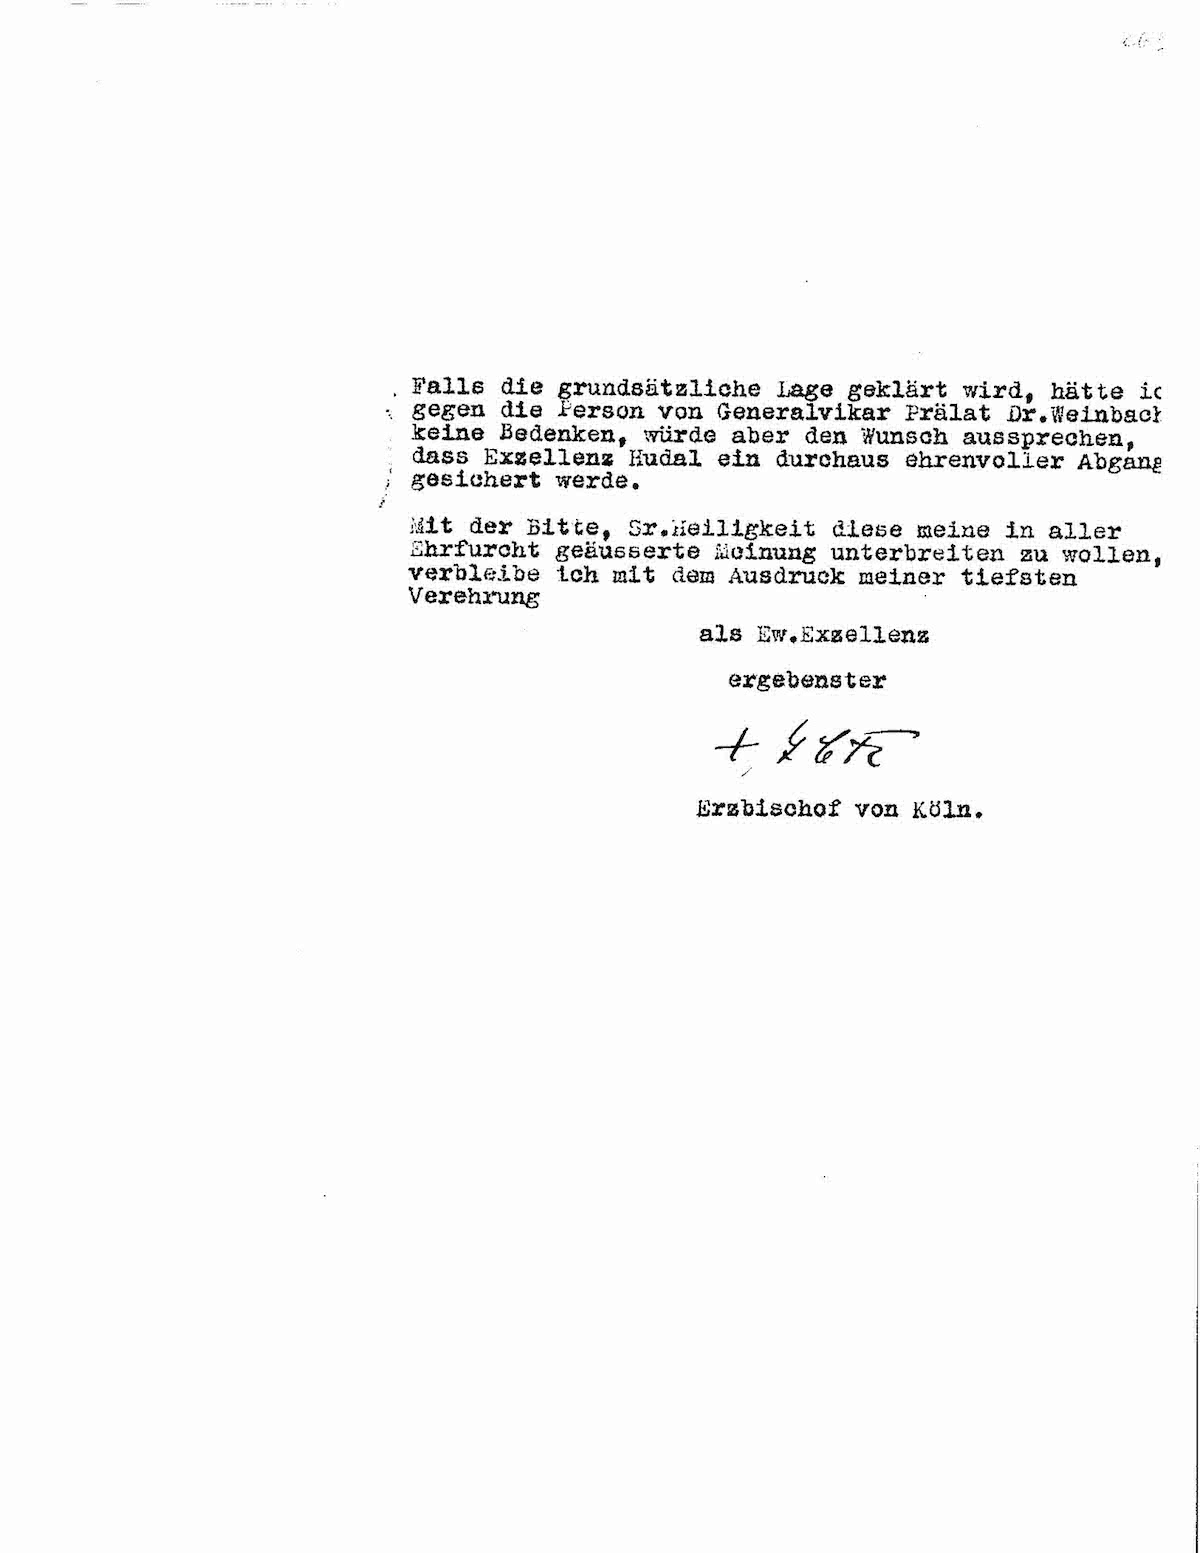 Falls die grundsätzliche Lage geklärt wird, hätte ic
gegen die Person von Generalvikar Prälat Dr.Weinbach
keine Bedenken, würde aber den Wunsch aussprechen,
dass Exzellenz Hudal ein durchaus ehrenvoller Abgang
gesichert werde.
Mit der Bitte, Sr.Heiligkeit diese meine in aller
Ehrfurcht geäusserte Meinung unterbreiten zu wollen,
verbleibe ich mit dem Ausdruck meiner tiefsten
Verehrung
als Ew.Exzellenz
ergebenster
Erzbischof von Köln.